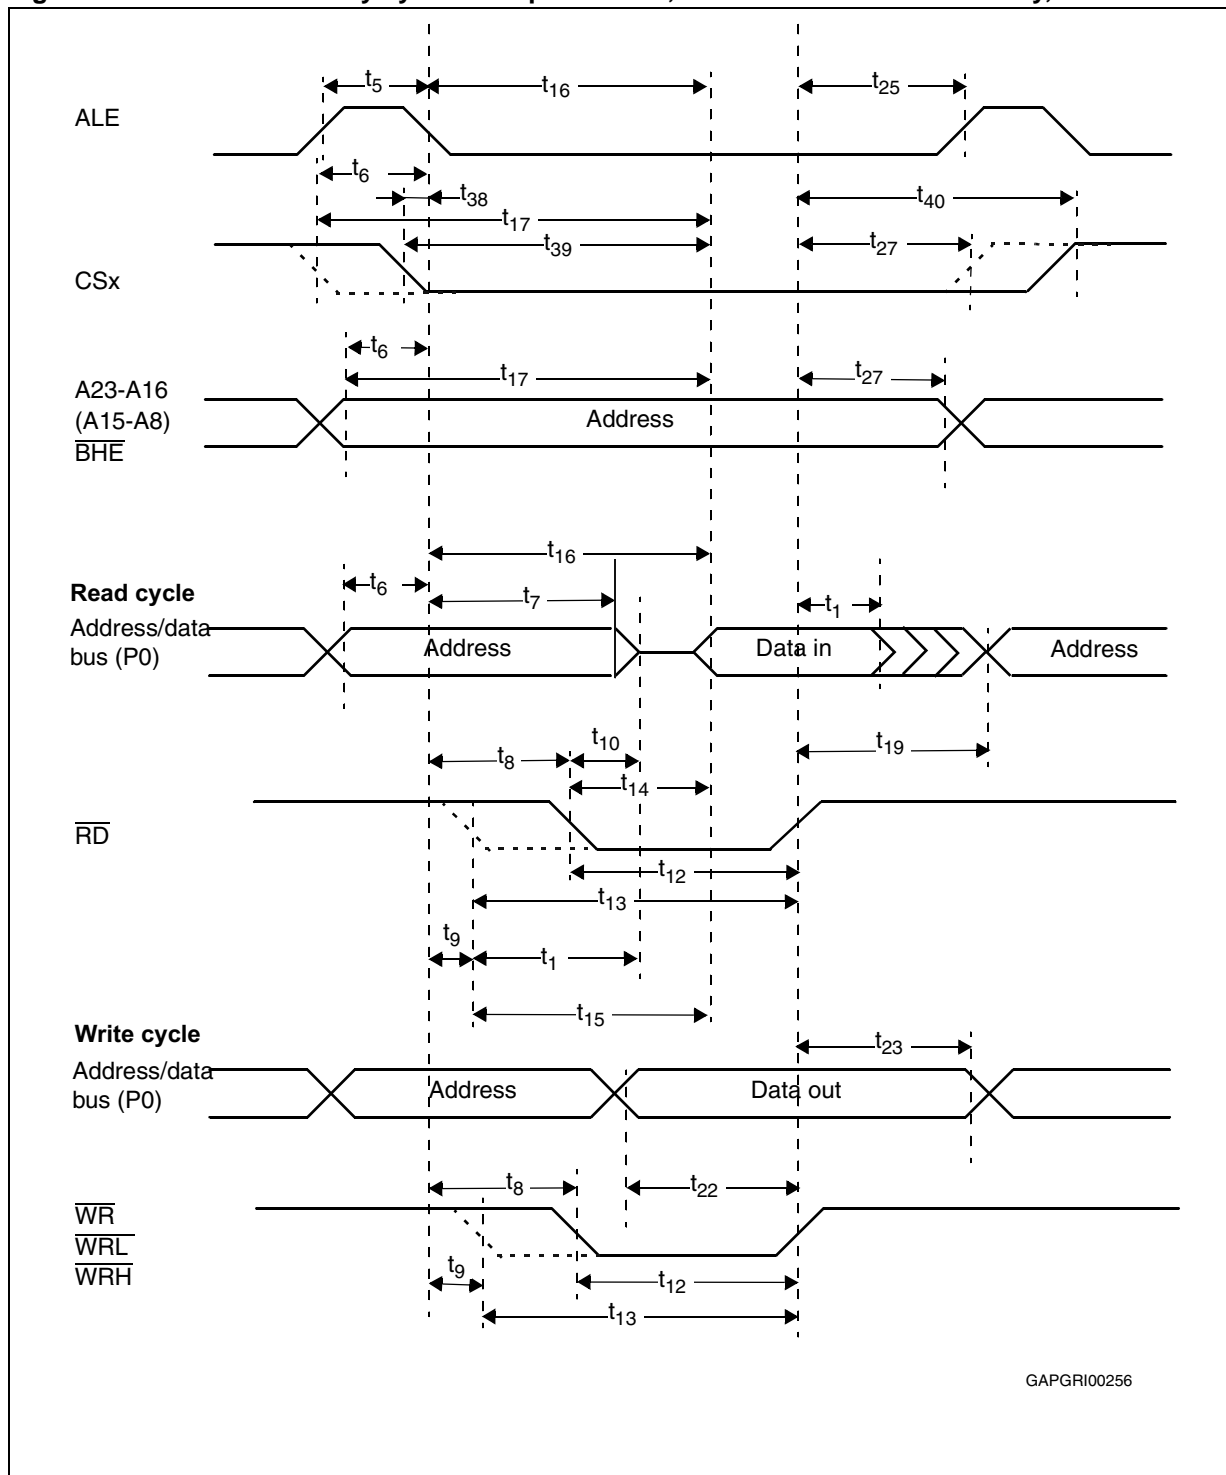 t5
t16
t25
ALE
t6
t38
t40
t17
t39
t27
CSx
t6
t17
t27
A23-A16
(A15-A8)
BHE
Address
t16
t6
t7
t1
Read cycle
Address/data
bus (P0)
Address
Data in
Address
t8
t10
t19
t14
RD
t12
t13
t9
t1
t15
Write cycle
t23
Address/data
bus (P0)
Address
Data out
t8
t22
WR
WRL
WRH
t9
t12
t13
GAPGRI00256